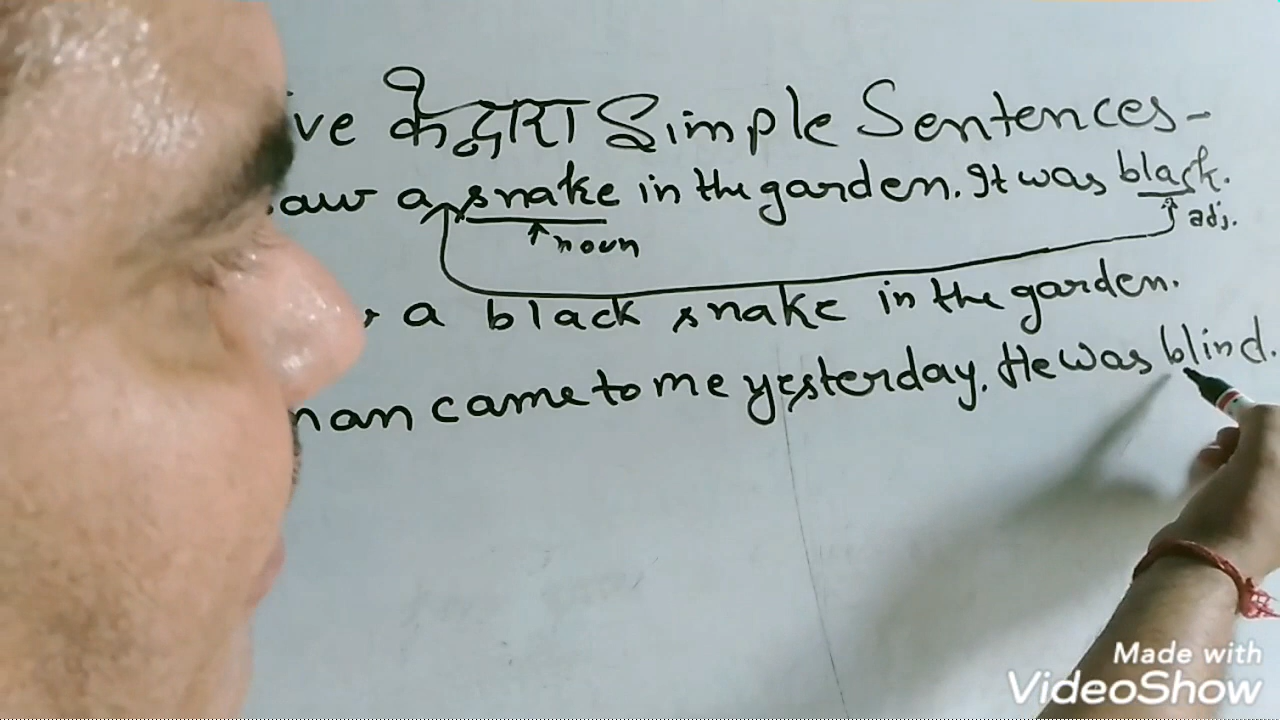 ive के द्वारा Simple Sentences-
aw a snake in the garden. It was black.
noun adj.
a black snake in the garden.
man came to me yesterday. He was blind.
Made with
VideoShow